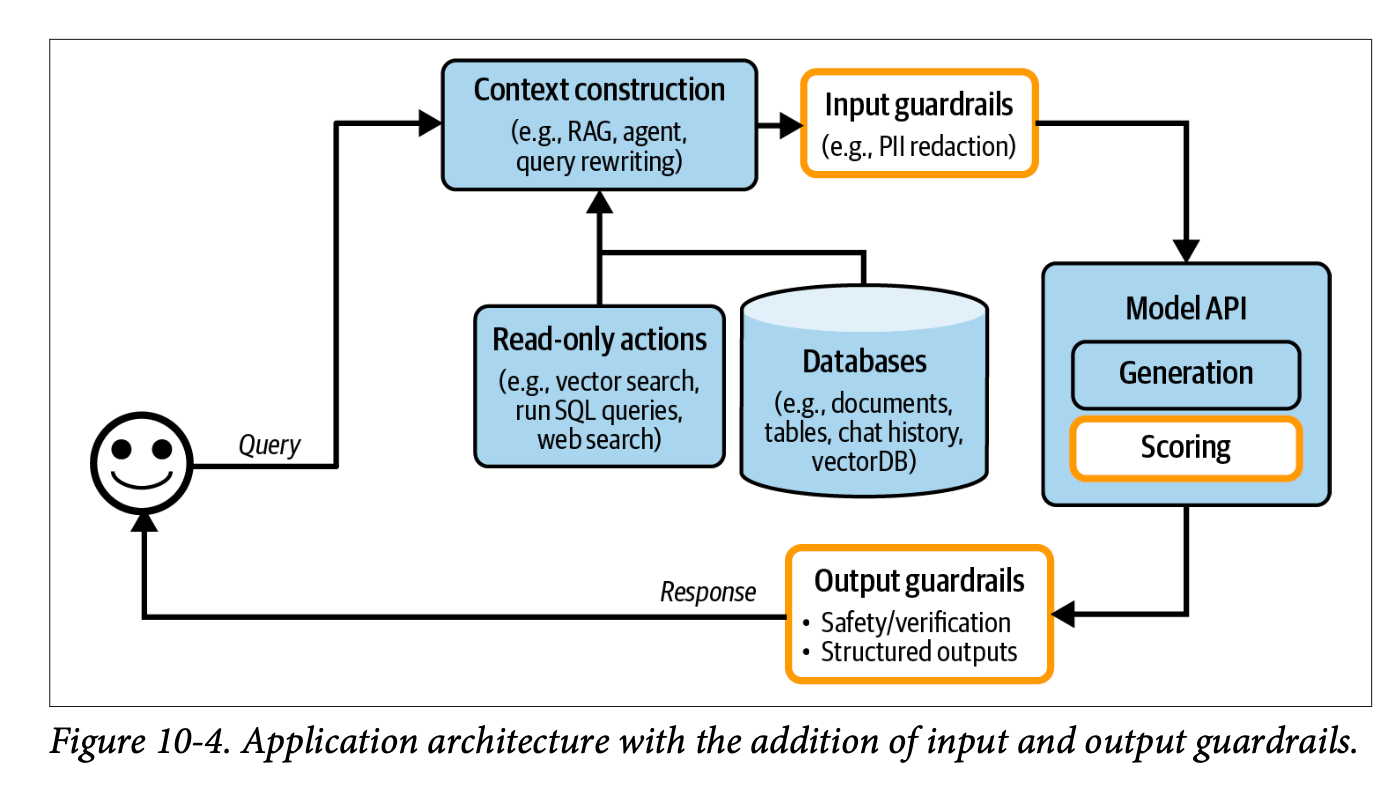 Context construction
(e.g., RAG, agent,
query rewriting)
Input guardrails
(e.g., PII redaction)
Read-only actions
(e.g., vector search,
run SQL queries,
web search)
Databases
(e.g., documents,
tables, chat history,
vectorDB)
Model API
Generation
Scoring
Query
Response
Output guardrails
• Safety/verification
• Structured outputs
Figure 10-4. Application architecture with the addition of input and output guardrails.